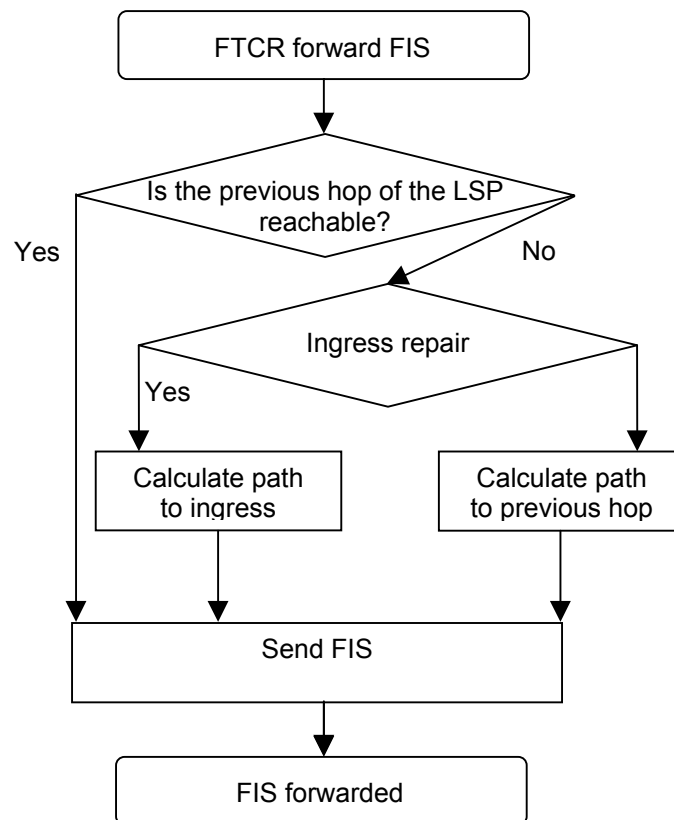 FTCR forward FIS
Is the previous hop of the LSP
reachable?
Yes
No
Ingress repair
Yes
Calculate path
to ingress
Calculate path
to previous hop
Send FIS
FIS forwarded